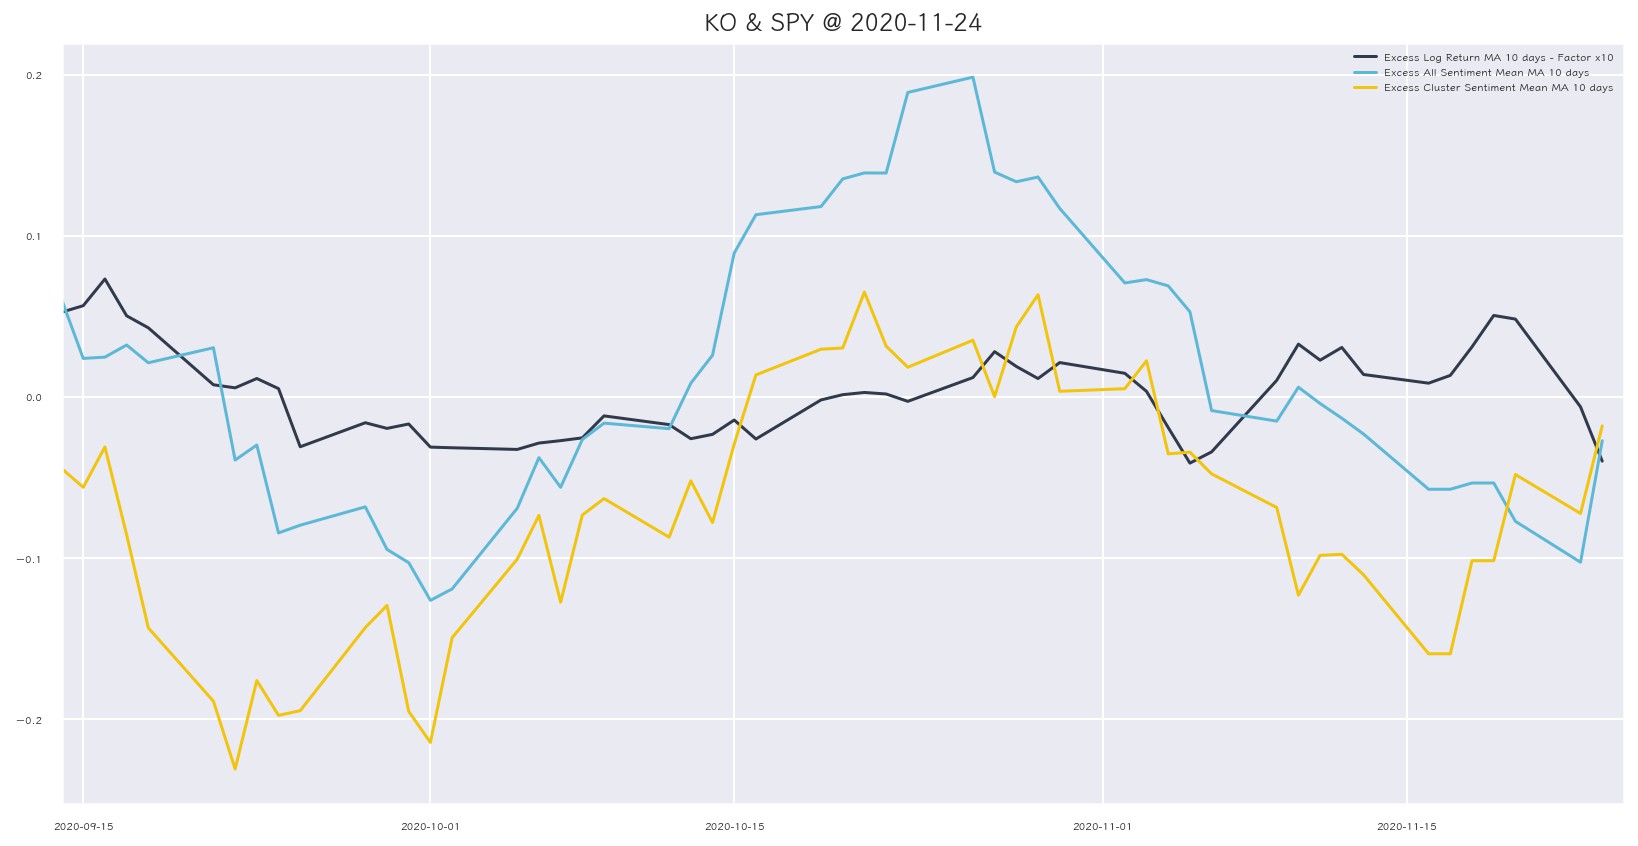 KO & SPY @ 2020-11-24
Excess Log Return MA 10 days - Factor x10
Excess All Sentiment Mean MA 10 days
Excess Cluster Sentiment Mean MA 10 days
0.2
0.1
0.0
−0.1
−0.2
2020-09-15
2020-10-01
2020-10-15
2020-11-01
2020-11-15